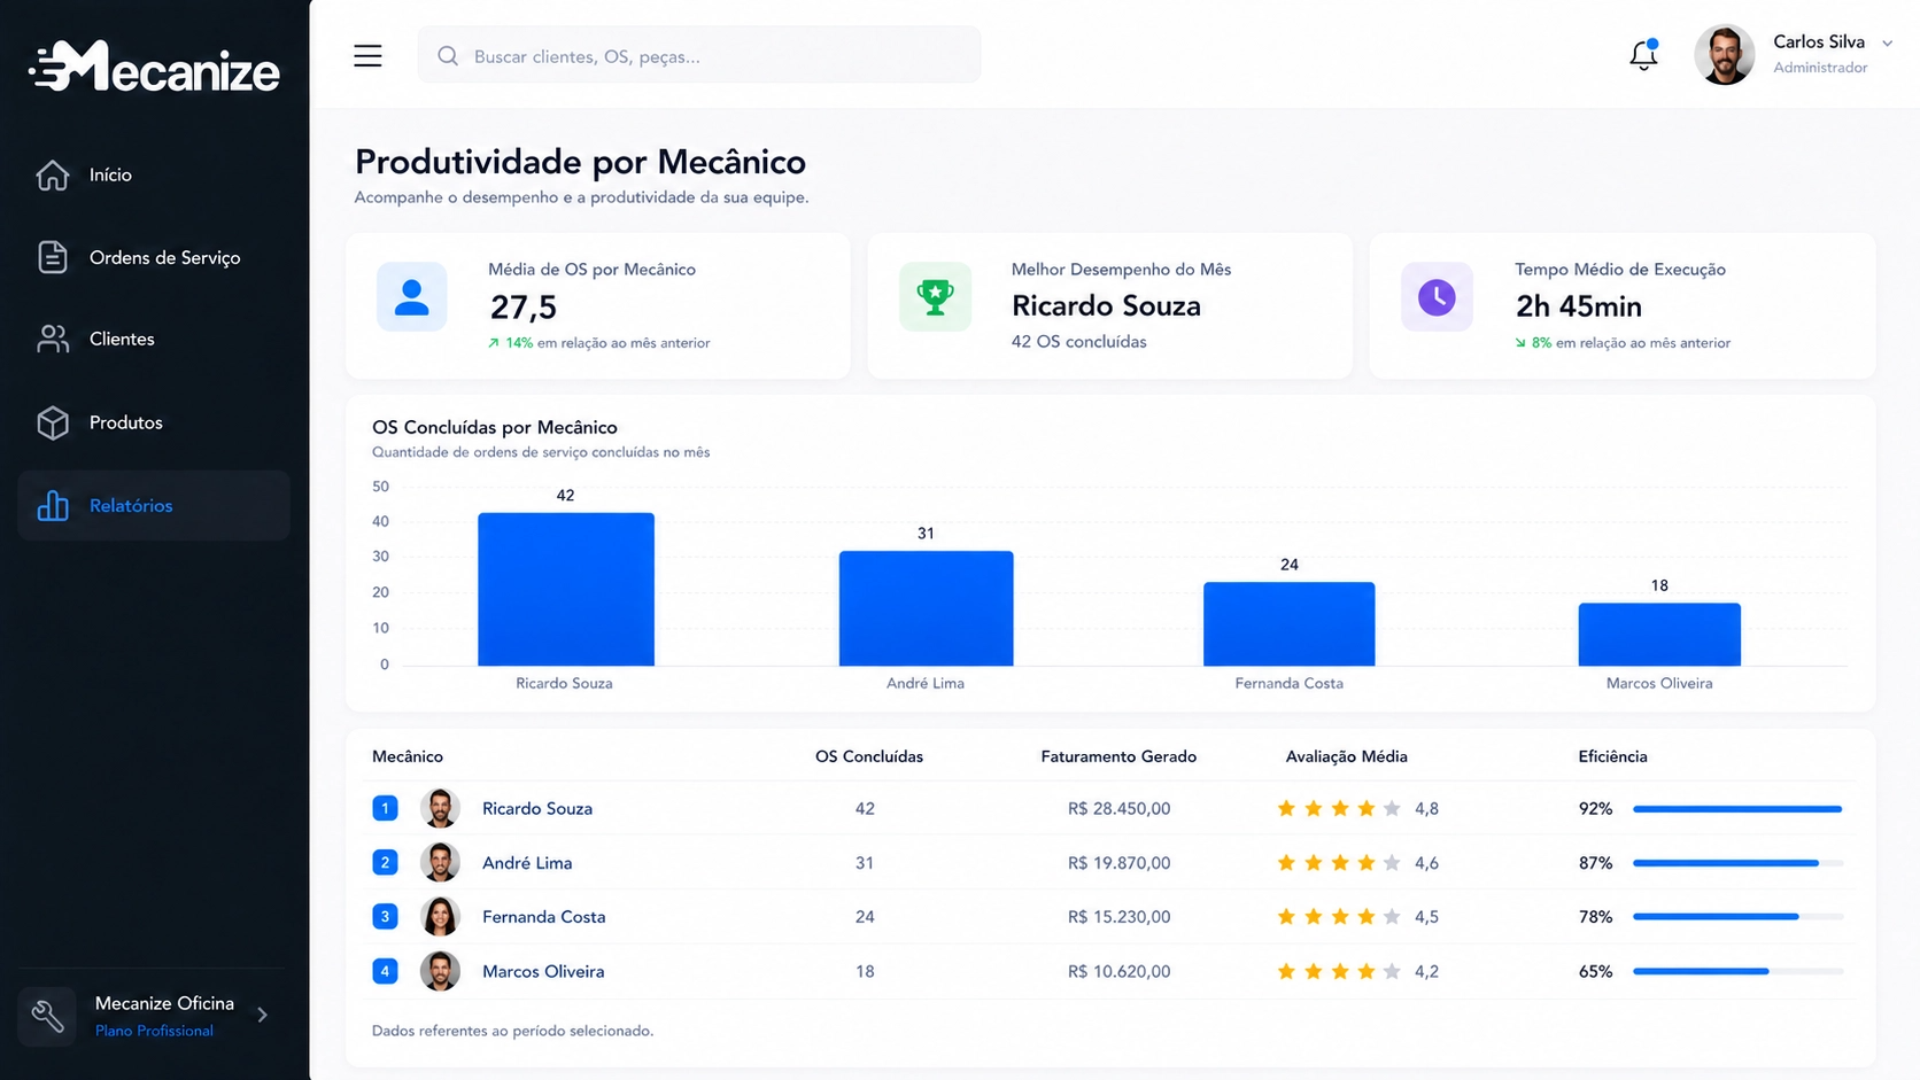 Mecanize
Início
Ordens de Serviço
Clientes
Produtos
Relatórios
Mecanize Oficina
Plano Profissional
Buscar clientes, OS, peças...
Carlos Silva
Administrador
Produtividade por Mecânico
Acompanhe o desempenho e a produtividade da sua equipe.
Média de OS por Mecânico
27,5
14% em relação ao mês anterior
Melhor Desempenho do Mês
Ricardo Souza
42 OS concluídas
Tempo Médio de Execução
2h 45min
8% em relação ao mês anterior
OS Concluídas por Mecânico
Quantidade de ordens de serviço concluídas no mês
50
40
30
20
10
0
42
31
24
18
Ricardo Souza
André Lima
Fernanda Costa
Marcos Oliveira
Mecânico OS Concluídas Faturamento Gerado Avaliação Média Eficiência
1 Ricardo Souza 42 R$ 28.450,00 4,8 92%
2 André Lima 31 R$ 19.870,00 4,6 87%
3 Fernanda Costa 24 R$ 15.230,00 4,5 78%
4 Marcos Oliveira 18 R$ 10.620,00 4,2 65%
Dados referentes ao período selecionado.